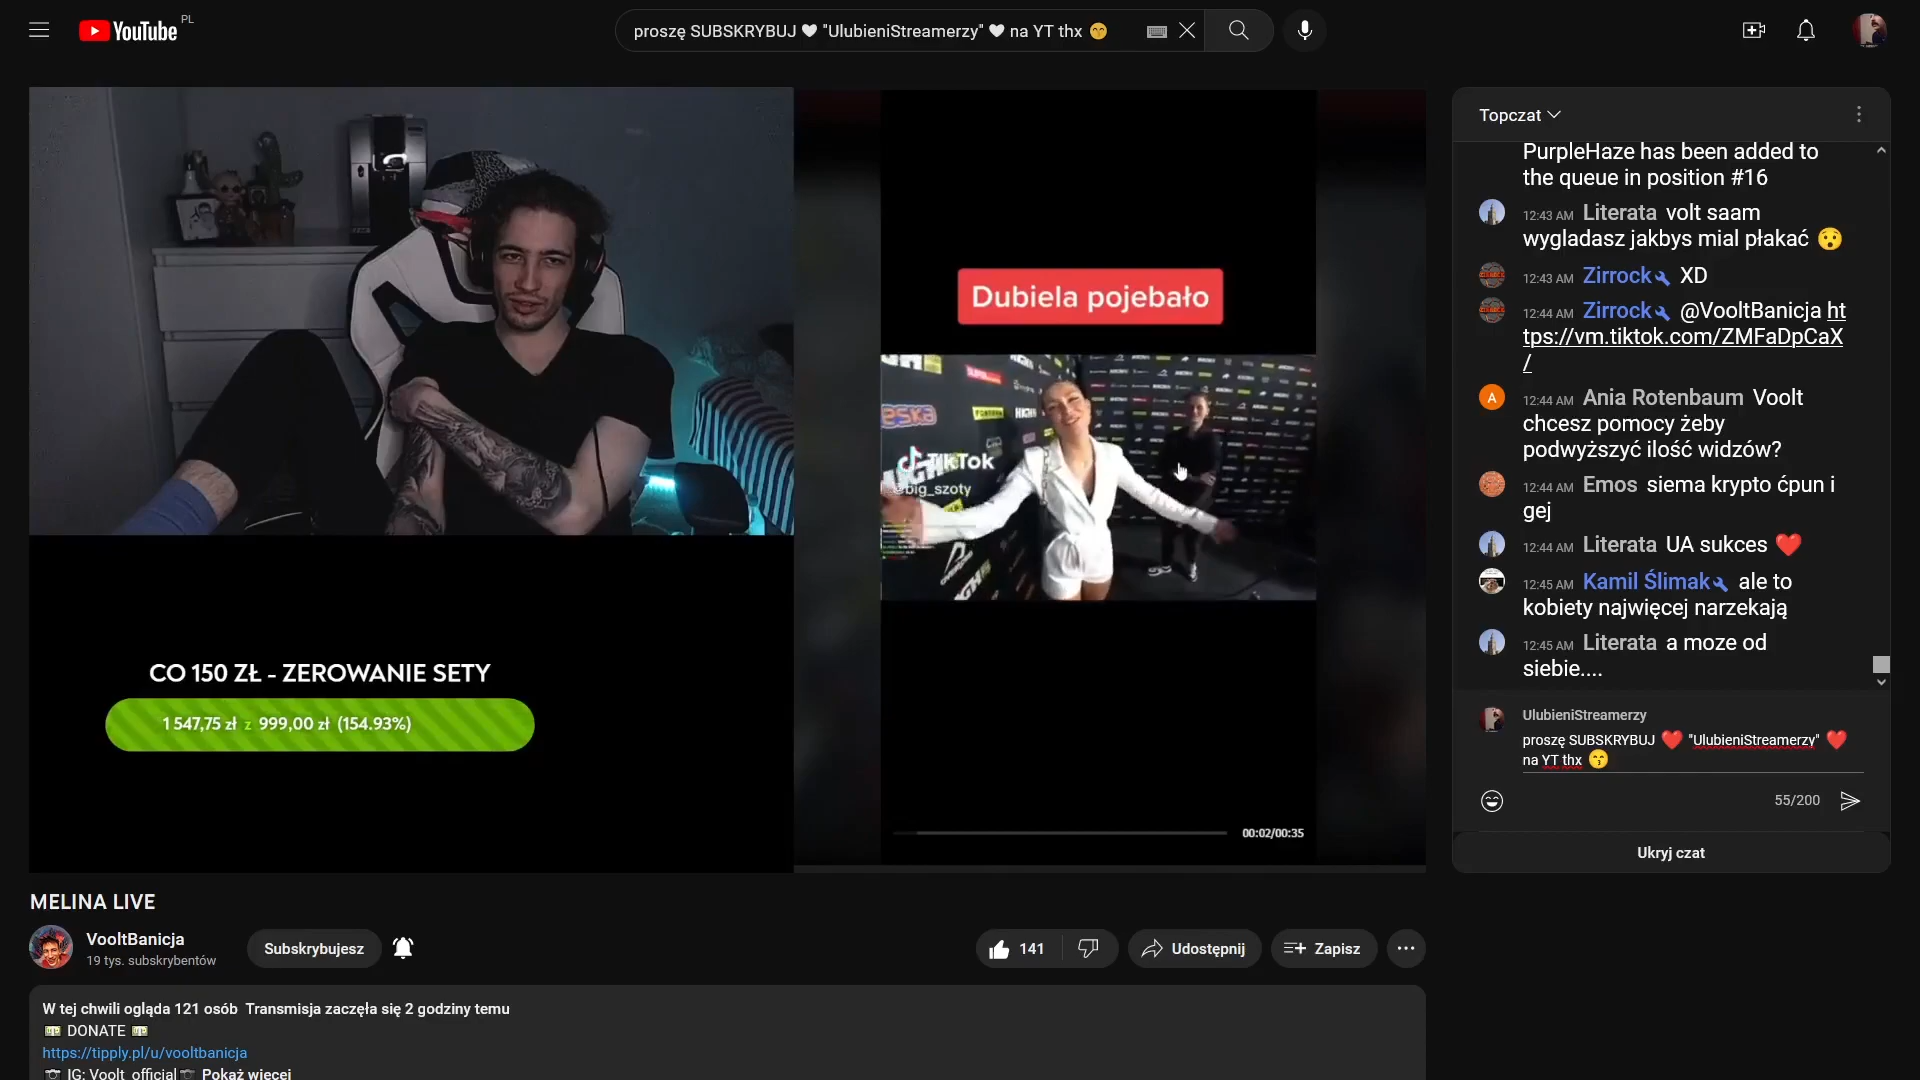 YouTube PL
proszę SUBSKRYBUJ 🤍 "UlubieniStreamerzy" 🤍 na YT thx 😙
Dubiela pojebało
TikTok
@big_szoty
00:02/00:35
CO 150 ZŁ - ZEROWANIE SETY
1 547,75 zł z 999,00 zł (154.93%)
Topczat
PurpleHaze has been added to
the queue in position #16
12:43 AM Literata volt saam
wygladasz jakbys mial płakać 😯
12:43 AM Zirrock XD
12:44 AM Zirrock @VooltBanicja ht
tps://vm.tiktok.com/ZMFaDpCaX
/
A 12:44 AM Ania Rotenbaum Voolt
chcesz pomocy żeby
podwyższyć ilość widzów?
12:44 AM Emos siema krypto ćpun i
gej
12:44 AM Literata UA sukces ❤️
12:45 AM Kamil Ślimak ale to
kobiety najwięcej narzekają
12:45 AM Literata a moze od
siebie....
UlubieniStreamerzy
proszę SUBSKRYBUJ ❤️ "UlubieniStreamerzy" ❤️
na YT thx 😙
55/200
Ukryj czat
MELINA LIVE
VooltBanicja
19 tys. subskrybentów
Subskrybujesz
141
Udostępnij
Zapisz
W tej chwili ogląda 121 osób Transmisja zaczęła się 2 godziny temu
💵 DONATE 💵
https://tipply.pl/u/vooltbanicja
📷 IG: Voolt_official 📷 Pokaż więcej